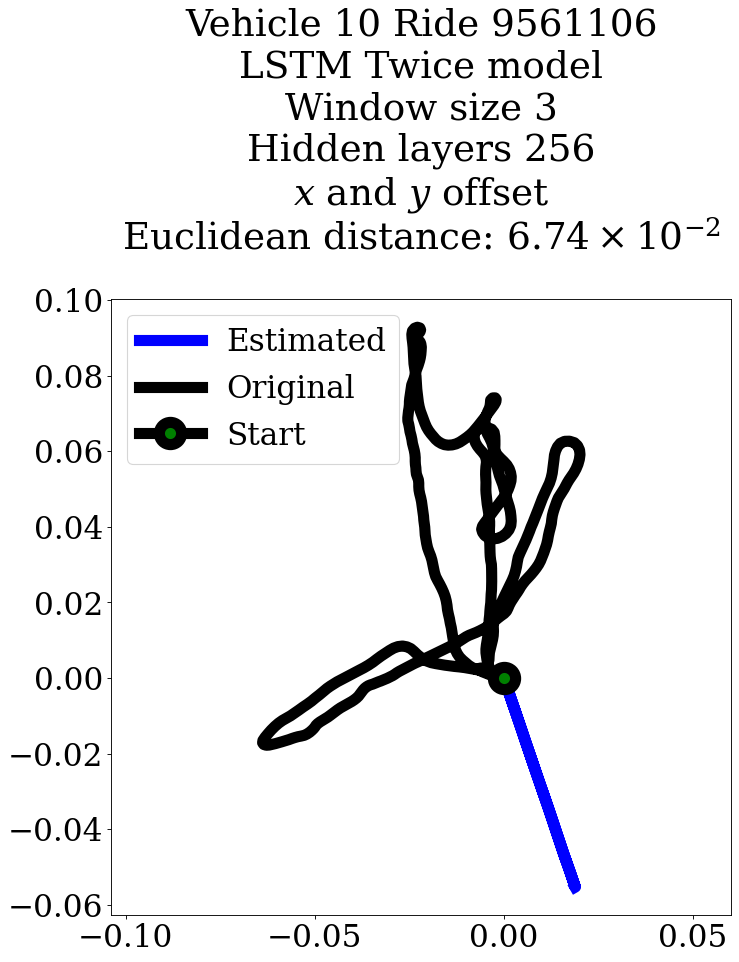 Vehicle 10 Ride 9561106
LSTM Twice model
Window size 3
Hidden layers 256
x and y offset
Euclidean distance: 6.74 × 10⁻²
Estimated
Original
Start
0.10
0.08
0.06
0.04
0.02
0.00
−0.02
−0.04
−0.06
−0.10
−0.05
0.00
0.05